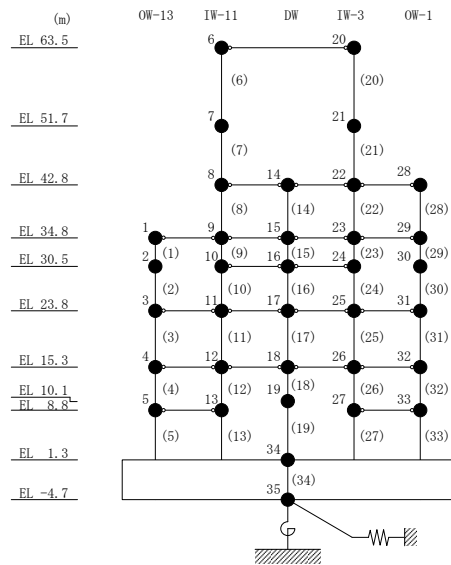 (m) OW-13 IW-11 DW IW-3 OW-1
EL 63.5 6 20
(6) (20)
EL 51.7 7 21
(7) (21)
EL 42.8 8 14 22 28
(8) (14) (22) (28)
EL 34.8 1 9 15 23 29
(1) (9) (15) (23) (29)
EL 30.5 2 10 16 24 30
(2) (10) (16) (24) (30)
EL 23.8 3 11 17 25 31
(3) (11) (17) (25) (31)
EL 15.3 4 12 18 26 32
(4) (12) (18) (26) (32)
EL 10.1 19
EL 8.8 5 13 27 33
(5) (13) (19) (27) (33)
EL 1.3 34
(34)
EL -4.7 35